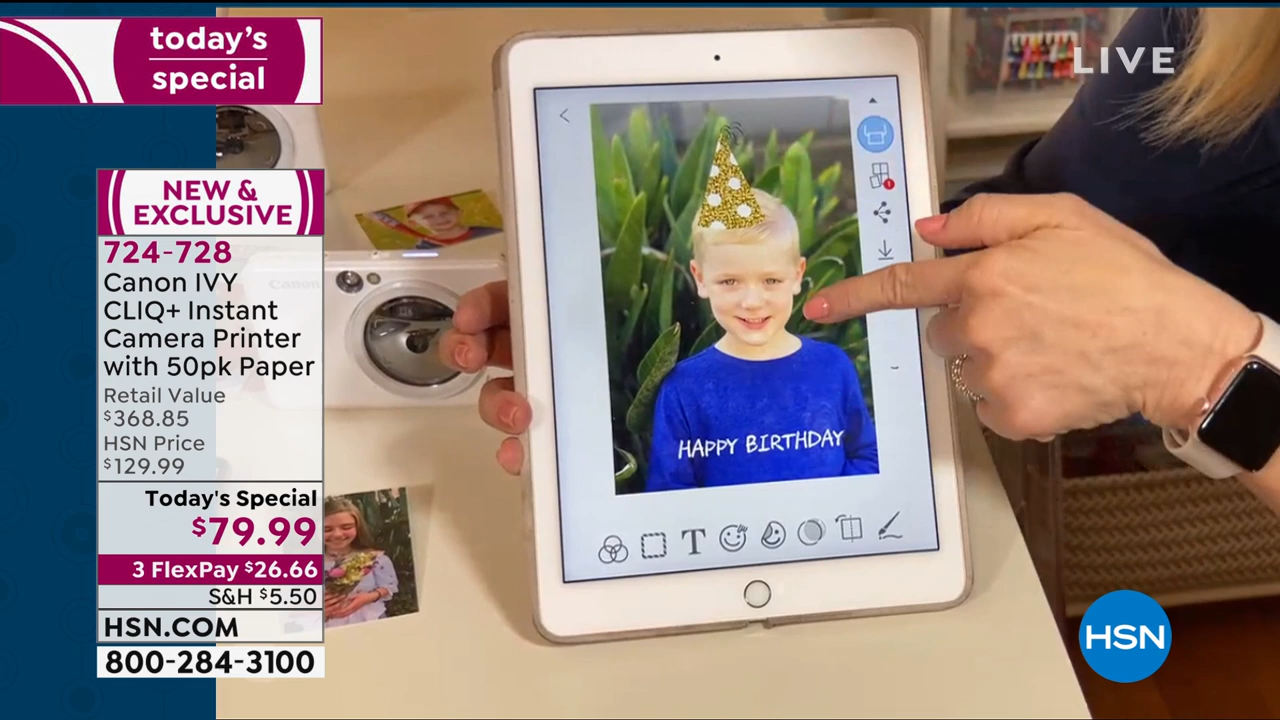 today's
special
LIVE
NEW &
EXCLUSIVE
724-728
Canon IVY
CLIQ+ Instant
Camera Printer
with 50pk Paper
Retail Value
$368.85
HSN Price
$129.99
Today's Special
$79.99
3 FlexPay $26.66
S&H $5.50
HSN.COM
800-284-3100
Canon
HAPPY BIRTHDAY
T
HSN